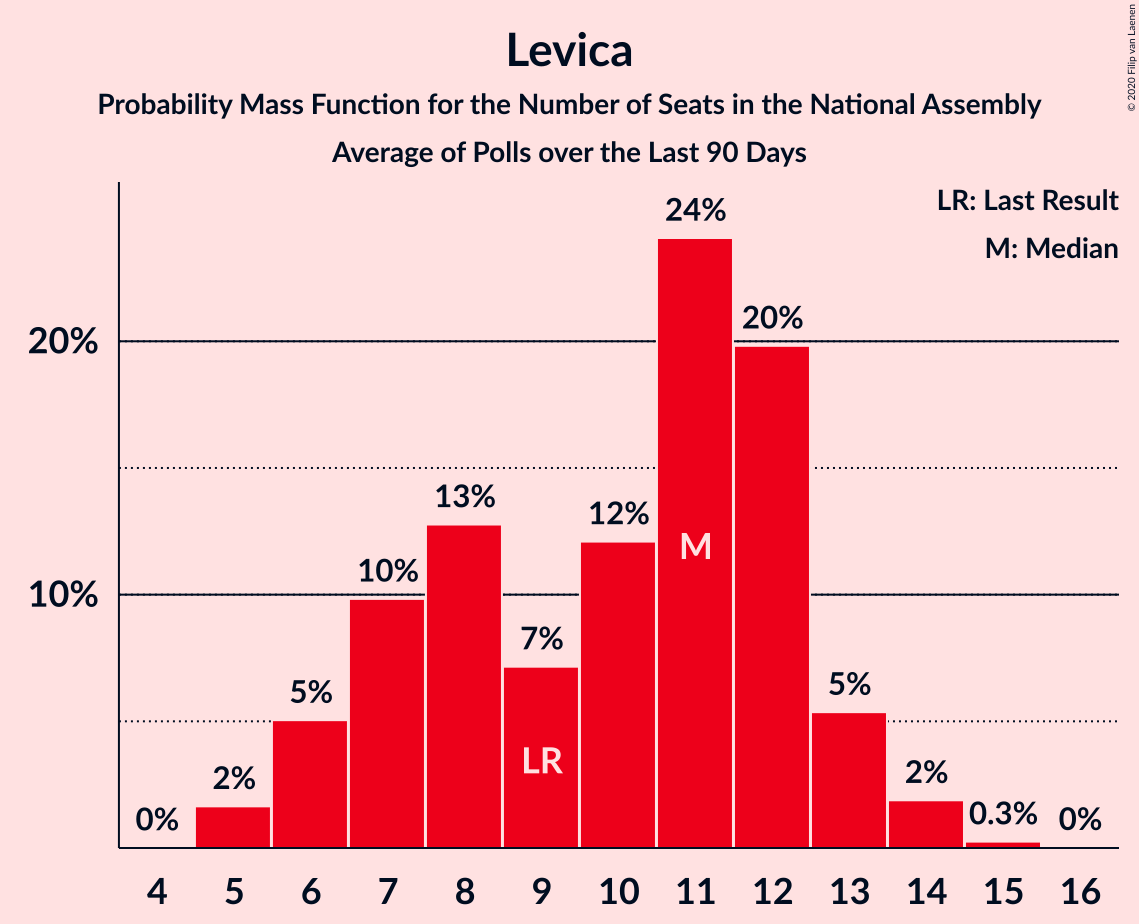 Levica
Probability Mass Function for the Number of Seats in the National Assembly
Average of Polls over the Last 90 Days
© 2020 Filip van Laenen
LR: Last Result
M: Median
20%
10%
0%
2%
5%
10%
13%
7%
12%
24%
20%
5%
2%
0.3%
0%
LR
M
4 5 6 7 8 9 10 11 12 13 14 15 16